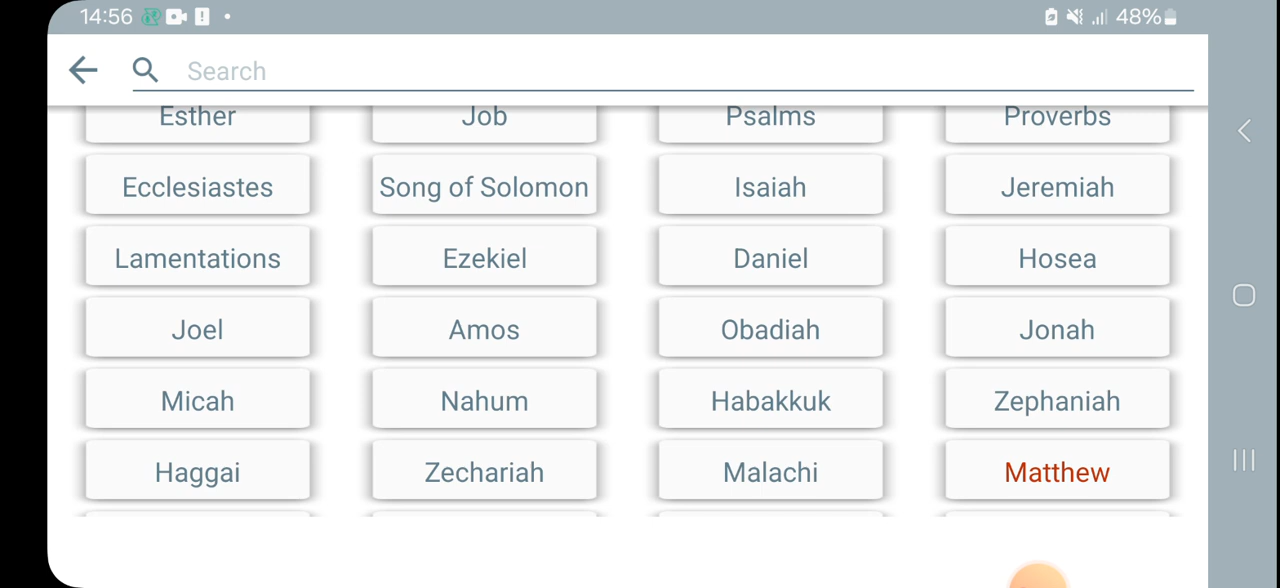 14:56 48%
Search
Esther Job Psalms Proverbs
Ecclesiastes Song of Solomon Isaiah Jeremiah
Lamentations Ezekiel Daniel Hosea
Joel Amos Obadiah Jonah
Micah Nahum Habakkuk Zephaniah
Haggai Zechariah Malachi Matthew